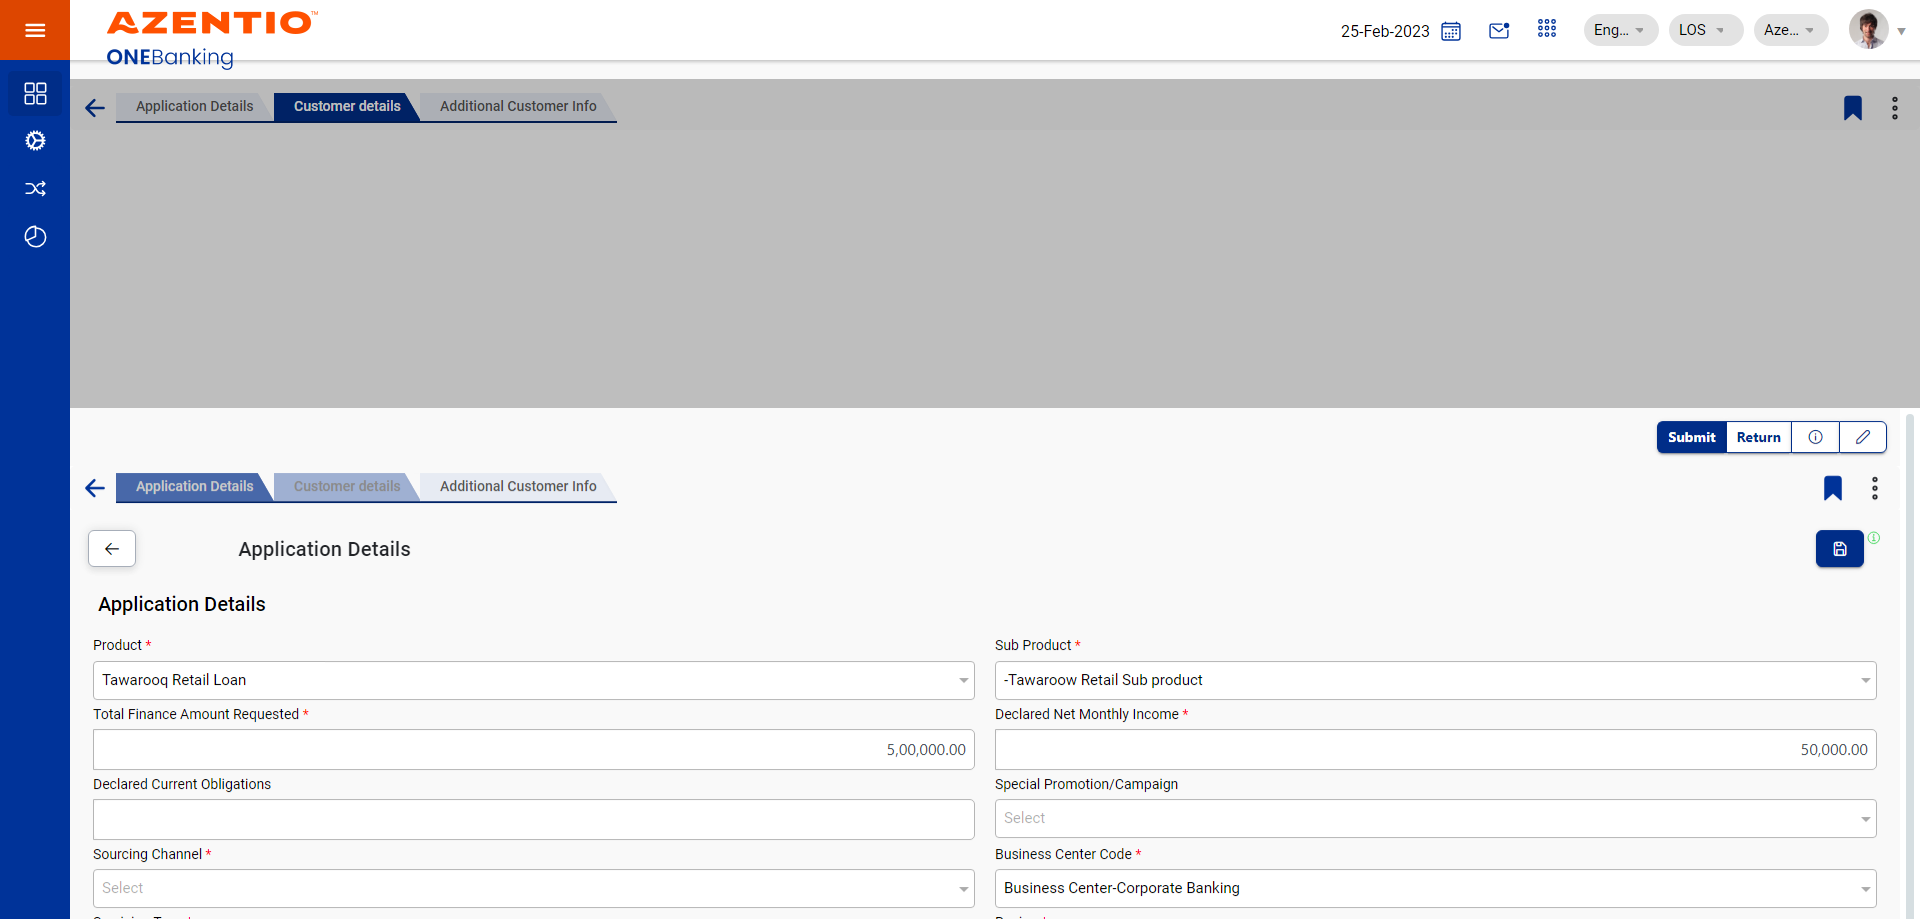 AZENTIO™
ONEBanking
25-Feb-2023
Eng...
LOS
Aze...
Application Details
Customer details
Additional Customer Info
Submit
Return
Application Details
Customer details
Additional Customer Info
Application Details
Application Details
Product *
Sub Product *
Tawarooq Retail Loan
-Tawaroow Retail Sub product
Total Finance Amount Requested *
Declared Net Monthly Income *
5,00,000.00
50,000.00
Declared Current Obligations
Special Promotion/Campaign
Select
Sourcing Channel *
Business Center Code *
Select
Business Center-Corporate Banking